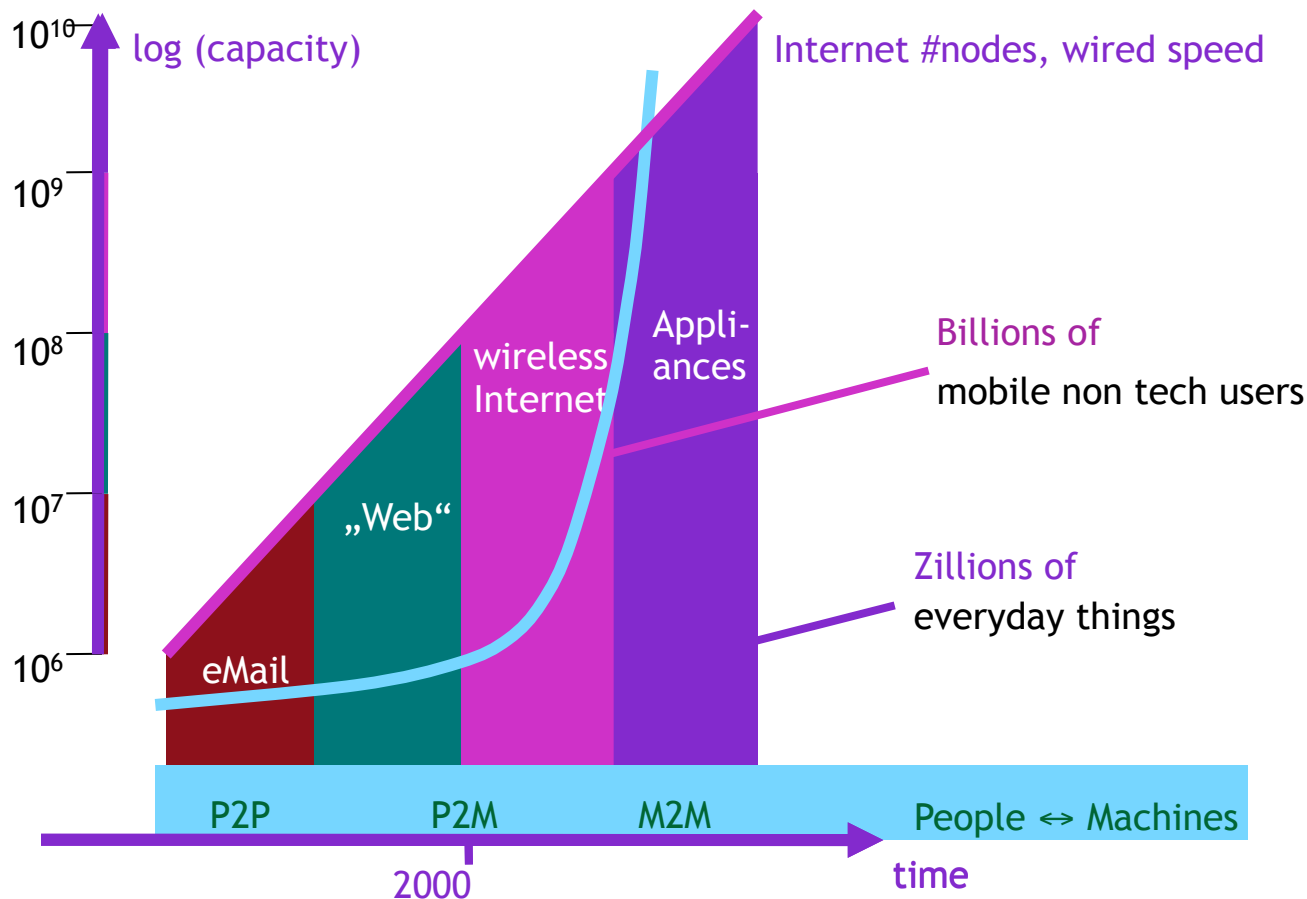 10¹⁰
log (capacity)
Internet #nodes, wired speed
10⁹
10⁸
10⁷
10⁶
eMail
„Web“
wireless
Internet
Appli-
ances
Billions of
mobile non tech users
Zillions of
everyday things
P2P
P2M
M2M
People ↔ Machines
2000
time